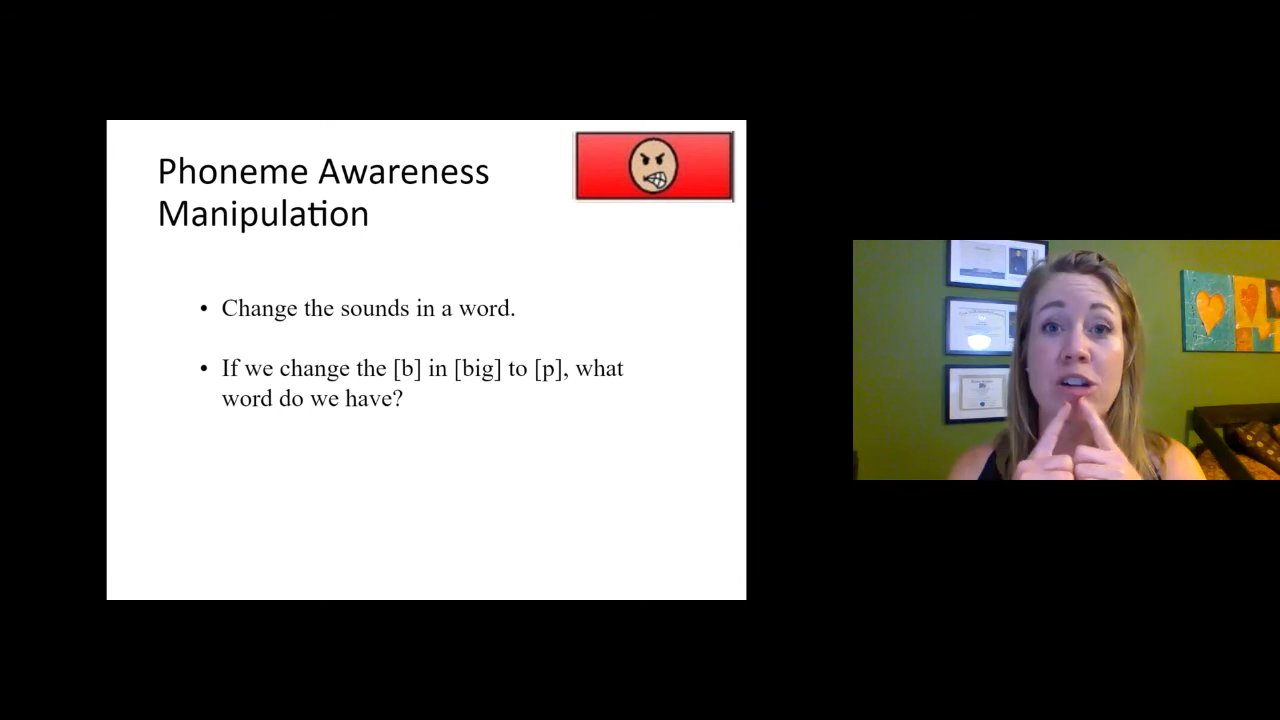 Phoneme Awareness
Manipulation
• Change the sounds in a word.
• If we change the [b] in [big] to [p], what
word do we have?